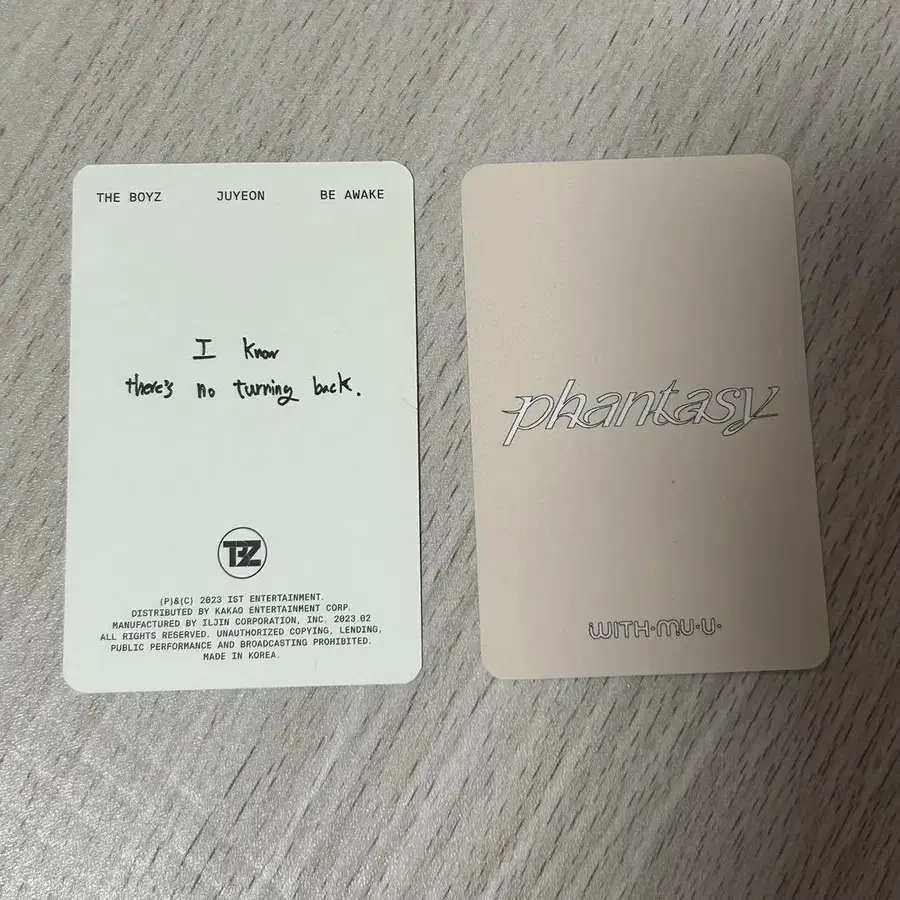 THE BOYZ JUYEON BE AWAKE
I know
there's no turning back.
TBZ
(P)&(C) 2023 IST ENTERTAINMENT.
DISTRIBUTED BY KAKAO ENTERTAINMENT CORP.
MANUFACTURED BY ILJIN CORPORATION, INC. 2023.02
ALL RIGHTS RESERVED. UNAUTHORIZED COPYING, LENDING,
PUBLIC PERFORMANCE AND BROADCASTING PROHIBITED.
MADE IN KOREA.
phantasy
WITH·MU·U·